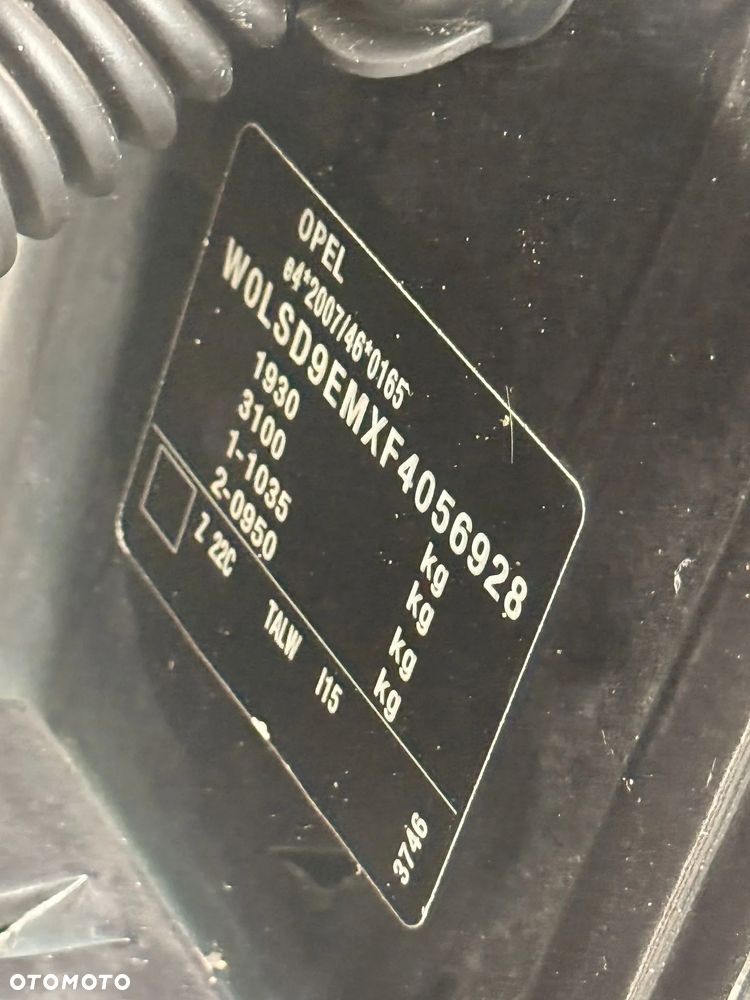 OPEL
e4*2007/46*0165
W0LSD9EMXF4056928
1930 kg
3100 kg
1-1035 kg
2-0950 kg
Z 22C TALW I15
3746
OTOMOTO